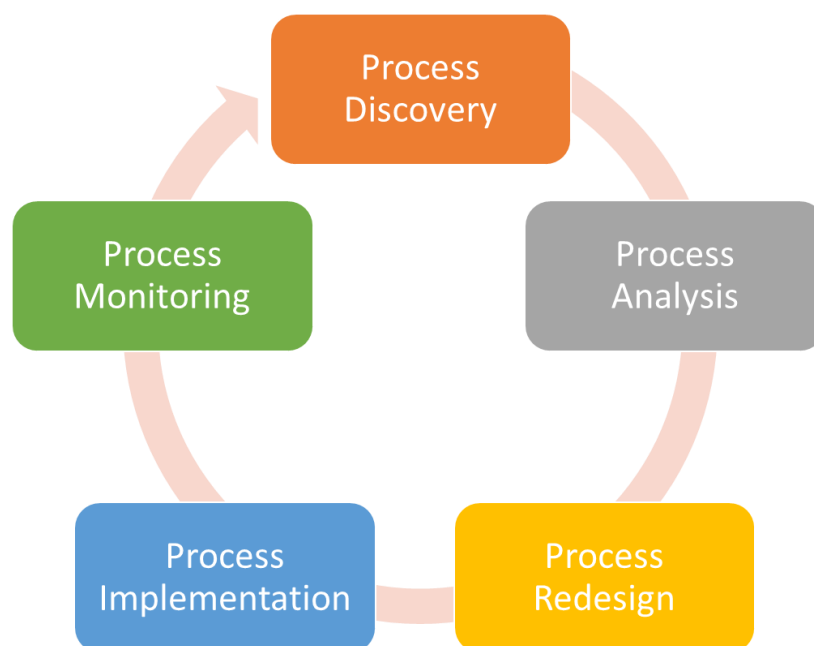 Process
Discovery
Process
Analysis
Process
Redesign
Process
Implementation
Process
Monitoring